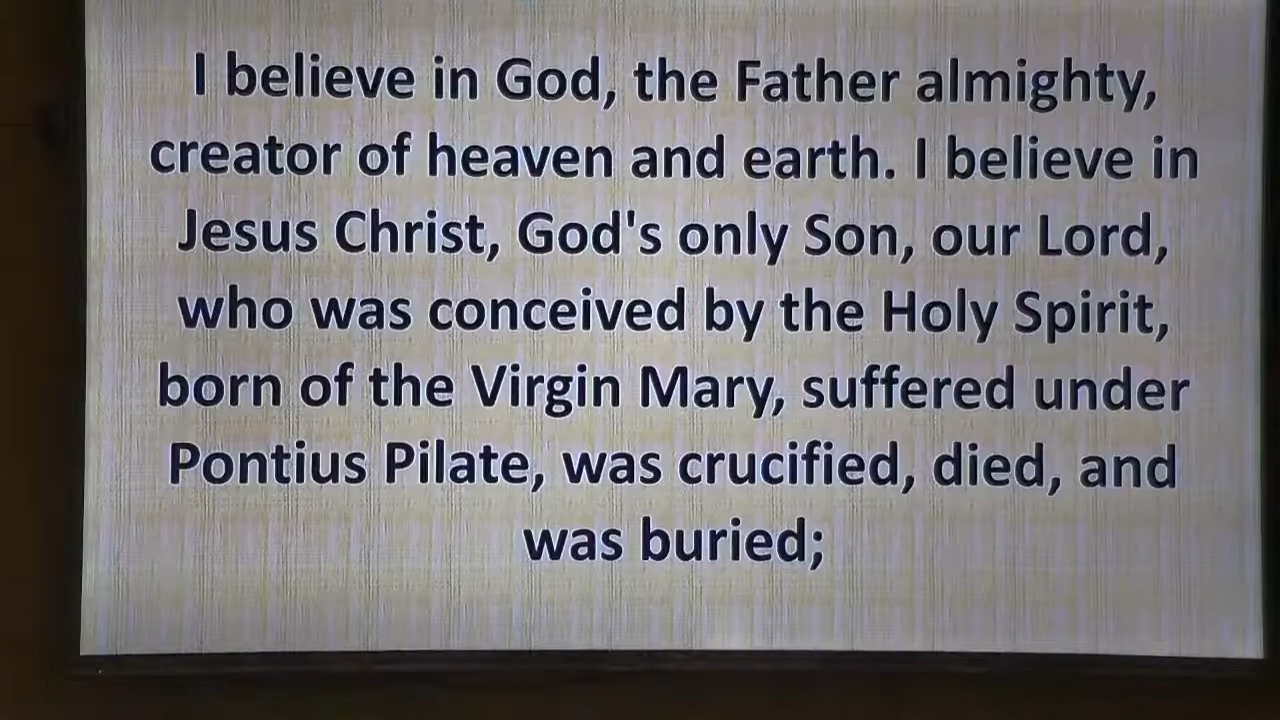 I believe in God, the Father almighty,
creator of heaven and earth. I believe in
Jesus Christ, God's only Son, our Lord,
who was conceived by the Holy Spirit,
born of the Virgin Mary, suffered under
Pontius Pilate, was crucified, died, and
was buried;